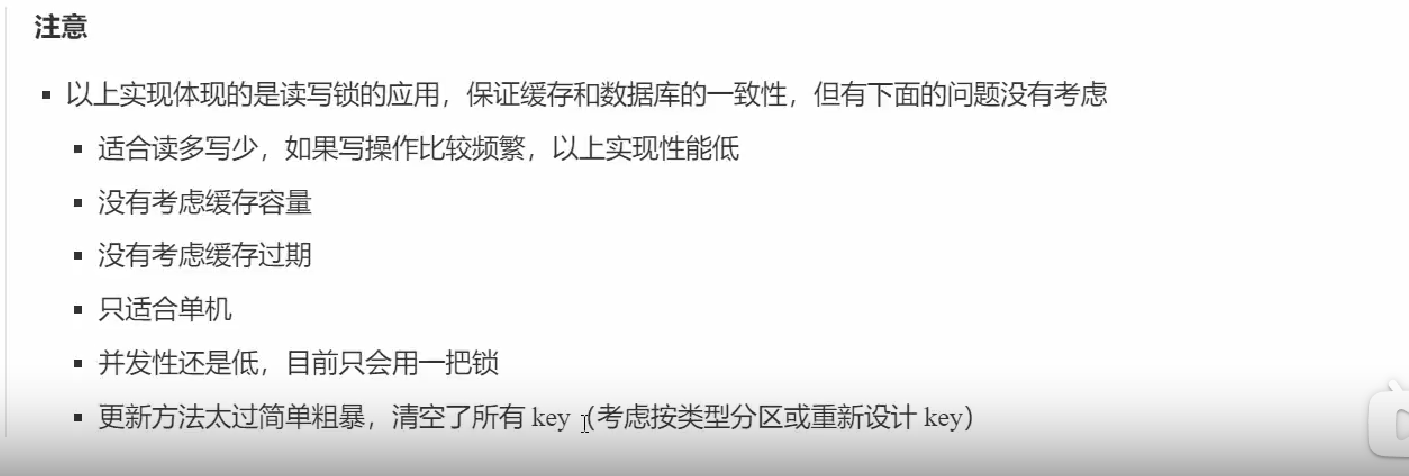 注意
以上实现体现的是读写锁的应用，保证缓存和数据库的一致性，但有下面的问题没有考虑
适合读多写少，如果写操作比较频繁，以上实现性能低
没有考虑缓存容量
没有考虑缓存过期
只适合单机
并发性还是低，目前只会用一把锁
更新方法太过简单粗暴，清空了所有 key（考虑按类型分区或重新设计 key）